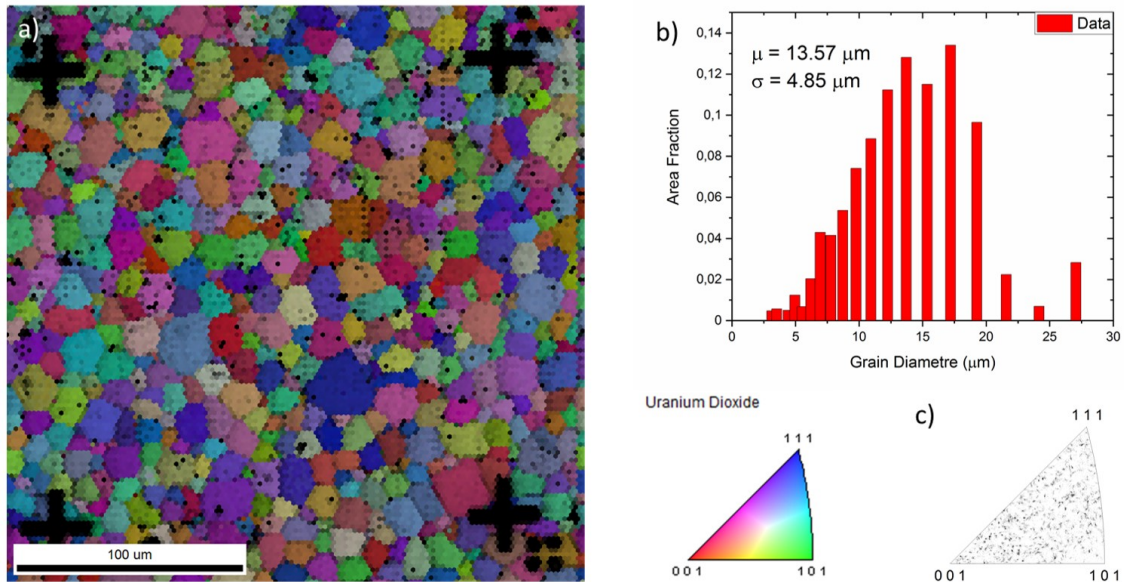 a)
100 um
b)
Data
μ = 13.57 μm
σ = 4.85 μm
0,14
0,12
0,1
0,08
0,06
0,04
0,02
0
Area Fraction
0 5 10 15 20 25 30
Grain Diametre (μm)
Uranium Dioxide
1 1 1
0 0 1
1 0 1
c)
1 1 1
0 0 1
1 0 1